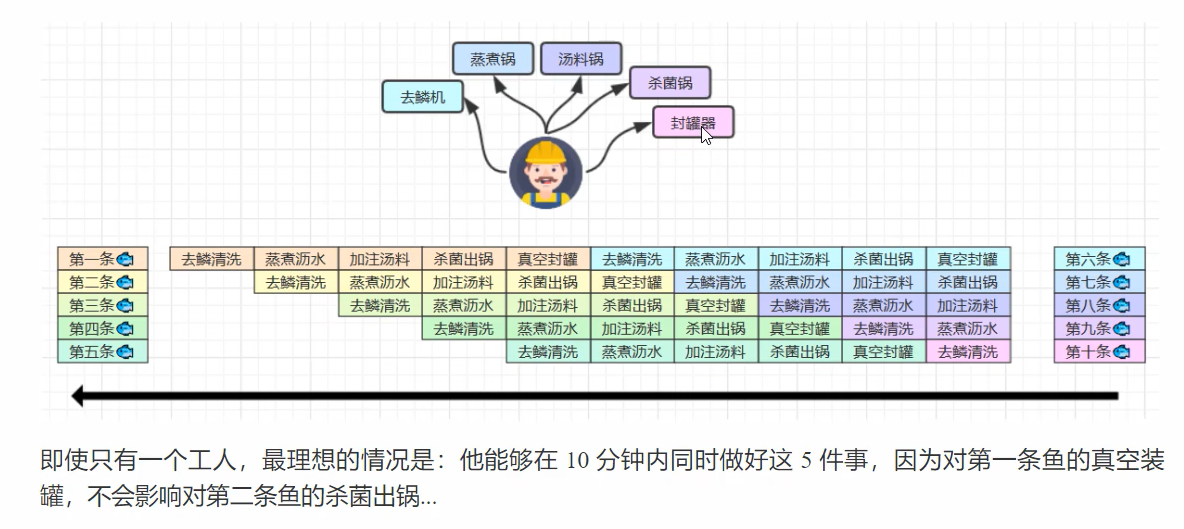 蒸煮锅 汤料锅
杀菌锅
去鳞机
封罐器
第一条 去鳞清洗 蒸煮沥水 加注汤料 杀菌出锅 真空封罐 去鳞清洗 蒸煮沥水 加注汤料 杀菌出锅 真空封罐 第六条
第二条 去鳞清洗 蒸煮沥水 加注汤料 杀菌出锅 真空封罐 去鳞清洗 蒸煮沥水 加注汤料 杀菌出锅 第七条
第三条 去鳞清洗 蒸煮沥水 加注汤料 杀菌出锅 真空封罐 去鳞清洗 蒸煮沥水 加注汤料 第八条
第四条 去鳞清洗 蒸煮沥水 加注汤料 杀菌出锅 真空封罐 去鳞清洗 蒸煮沥水 第九条
第五条 去鳞清洗 蒸煮沥水 加注汤料 杀菌出锅 真空封罐 去鳞清洗 第十条
即使只有一个工人，最理想的情况是：他能够在 10 分钟内同时做好这 5 件事，因为对第一条鱼的真空装
罐，不会影响对第二条鱼的杀菌出锅...